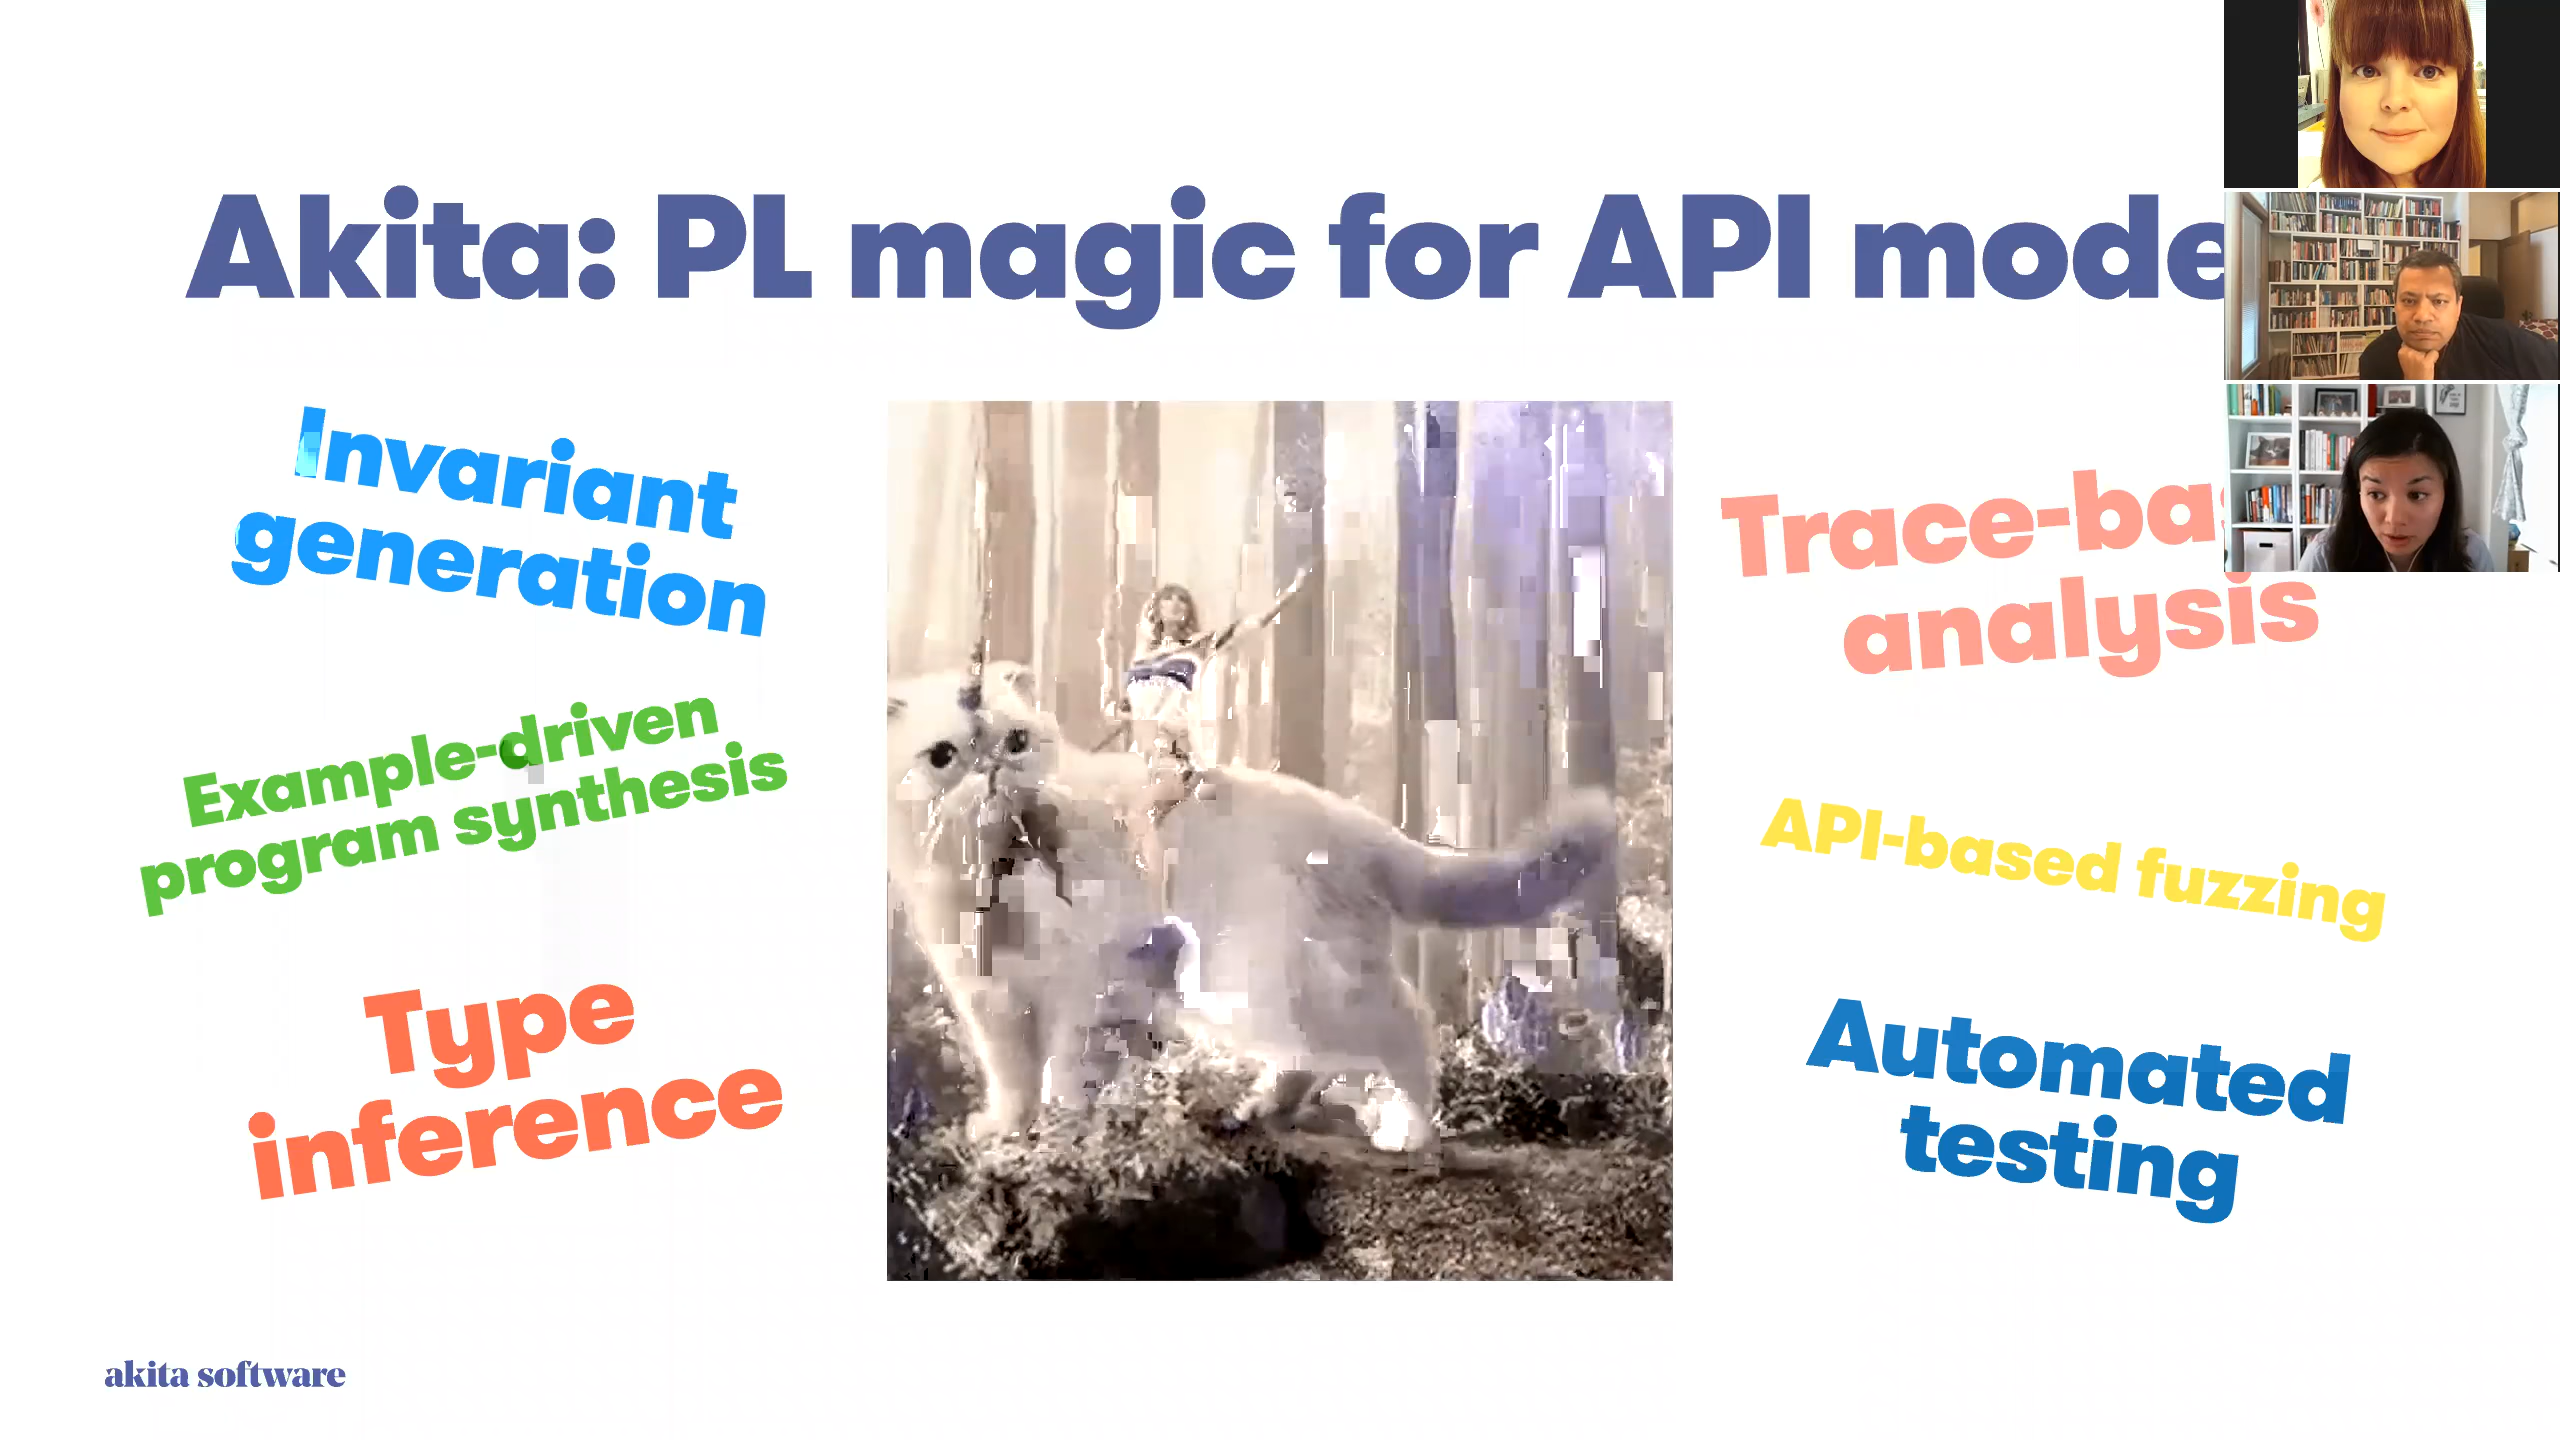 Akita: PL magic for API mode
Invariant
generation
Trace-bas
analysis
Example-driven
program synthesis
API-based fuzzing
Type
inference
Automated
testing
akita software